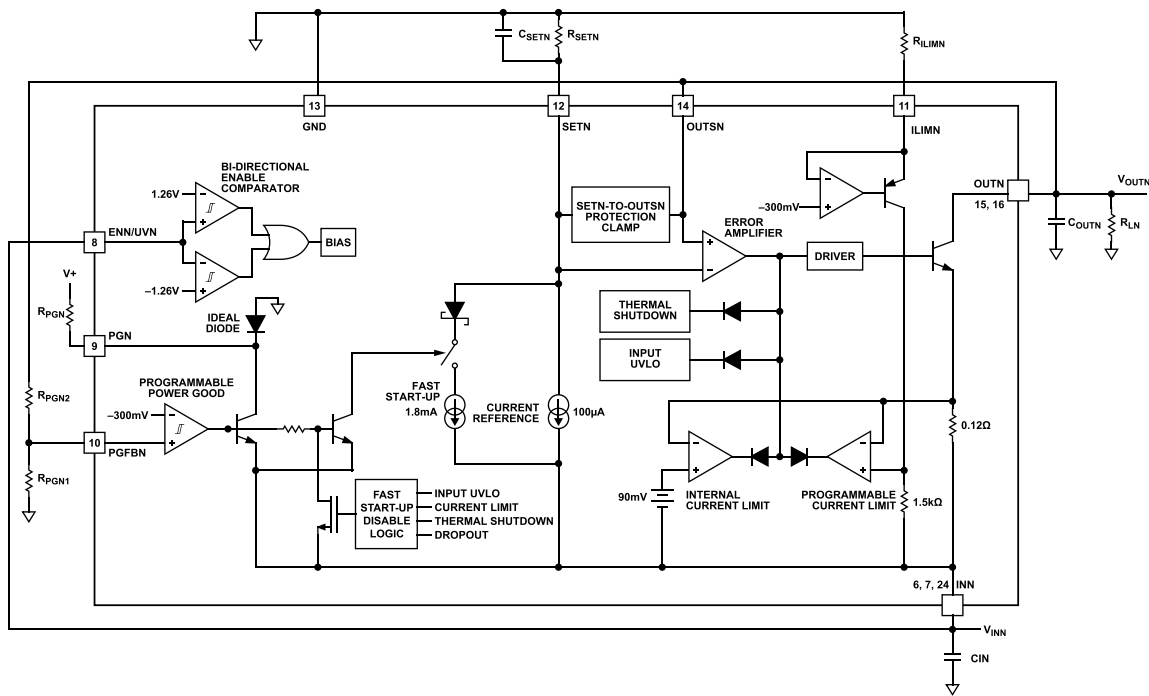 CSETN
RSETN
RILIMN
13
GND
12
SETN
14
OUTSN
11
ILIMN
BI-DIRECTIONAL
ENABLE
COMPARATOR
1.26V
–
+
–
+
–1.26V
BIAS
8
ENN/UVN
V+
RPGN
9
PGN
IDEAL
DIODE
RPGN2
PROGRAMMABLE
POWER GOOD
–300mV
–
+
10
PGFBN
RPGN1
FAST
START-UP
DISABLE
LOGIC
INPUT UVLO
CURRENT LIMIT
THERMAL SHUTDOWN
DROPOUT
FAST
START-UP
1.8mA
CURRENT
REFERENCE
100µA
SETN-TO-OUTSN
PROTECTION
CLAMP
ERROR
AMPLIFIER
+
–
DRIVER
–
+
–300mV
THERMAL
SHUTDOWN
INPUT
UVLO
90mV
–
+
INTERNAL
CURRENT LIMIT
–
+
PROGRAMMABLE
CURRENT LIMIT
0.12Ω
1.5kΩ
OUTN
15, 16
VOUTN
COUTN
RLN
6, 7, 24
INN
VINN
CIN